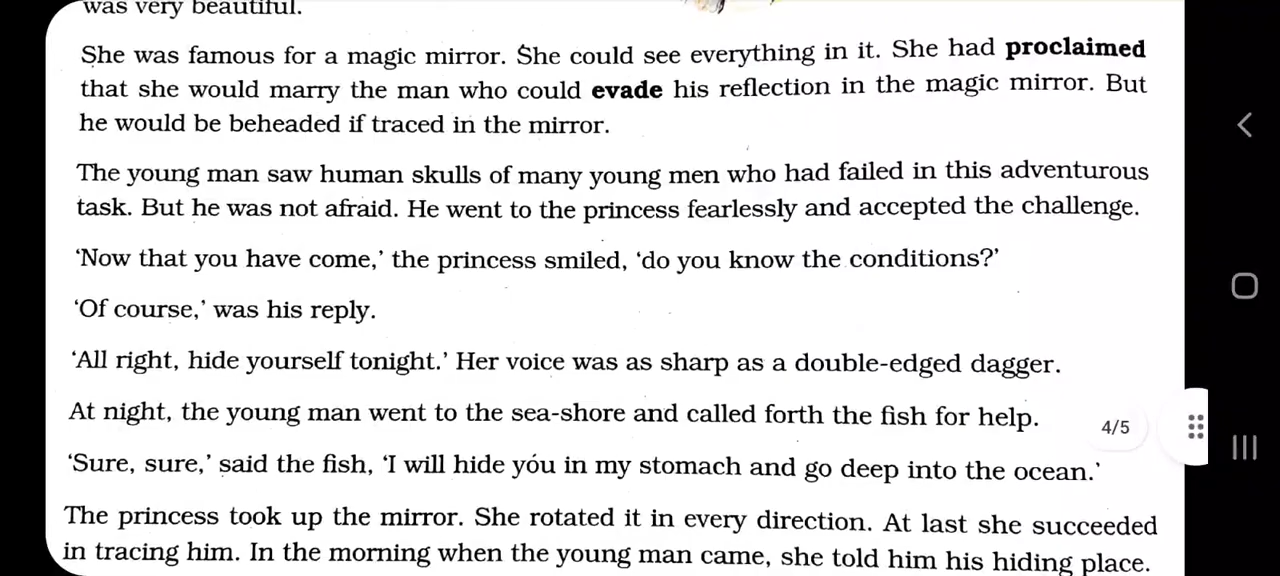 was very beautiful.
She was famous for a magic mirror. She could see everything in it. She had proclaimed
that she would marry the man who could evade his reflection in the magic mirror. But
he would be beheaded if traced in the mirror.
The young man saw human skulls of many young men who had failed in this adventurous
task. But he was not afraid. He went to the princess fearlessly and accepted the challenge.
‘Now that you have come,’ the princess smiled, ‘do you know the conditions?’
‘Of course,’ was his reply.
‘All right, hide yourself tonight.’ Her voice was as sharp as a double-edged dagger.
At night, the young man went to the sea-shore and called forth the fish for help.
4/5
‘Sure, sure,’ said the fish, ‘I will hide you in my stomach and go deep into the ocean.’
The princess took up the mirror. She rotated it in every direction. At last she succeeded
in tracing him. In the morning when the young man came, she told him his hiding place.